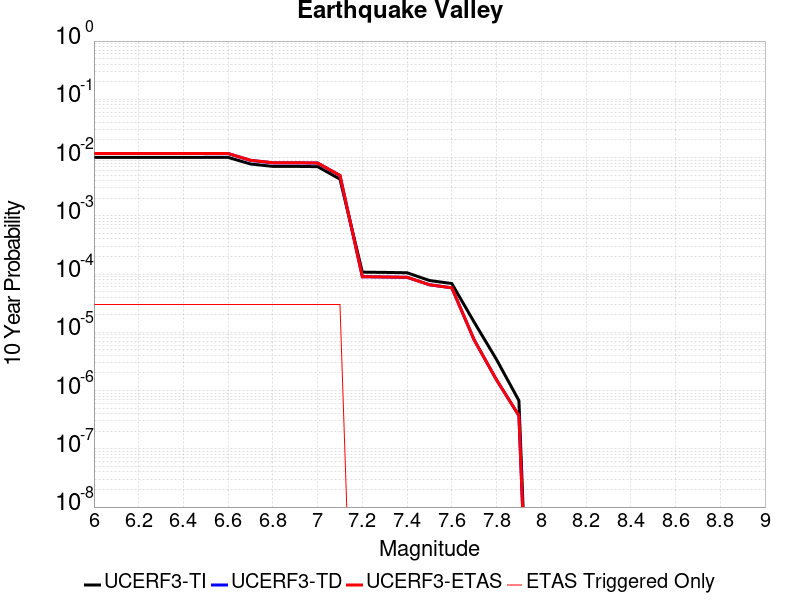 Earthquake Valley
10^0
10^-1
10^-2
10^-3
10^-4
10^-5
10^-6
10^-7
10^-8
10 Year Probability
6 6.2 6.4 6.6 6.8 7 7.2 7.4 7.6 7.8 8 8.2 8.4 8.6 8.8 9
Magnitude
UCERF3-TI UCERF3-TD UCERF3-ETAS ETAS Triggered Only